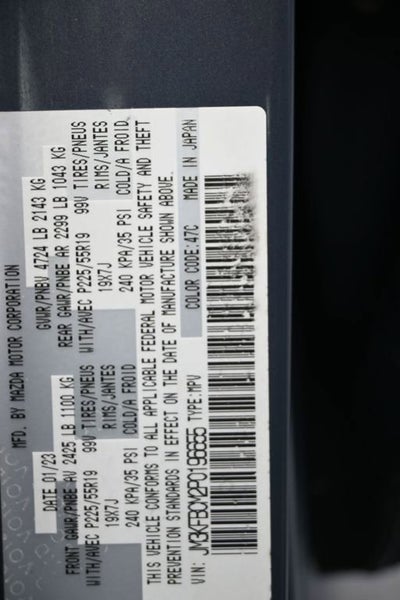 MFD. BY MAZDA MOTOR CORPORATION
DATE 01/23 GVWR/PNBV 4724 LB 2143 KG
FRONT GAWR/PNBE AV 2425 LB 1100 KG REAR GAWR/PNBE AR 2299 LB 1043 KG
WITH/AVEC P225/55R19 99V TIRES/PNEUS WITH/AVEC P225/55R19 99V TIRES/PNEUS
19X7J RIMS/JANTES 19X7J RIMS/JANTES
240 KPA/35 PSI COLD/A FROID 240 KPA/35 PSI COLD/A FROID
THIS VEHICLE CONFORMS TO ALL APPLICABLE FEDERAL MOTOR VEHICLE SAFETY AND THEFT
PREVENTION STANDARDS IN EFFECT ON THE DATE OF MANUFACTURE SHOWN ABOVE.
COLOR CODE:47C MADE IN JAPAN
VIN: JM3KFBCM2P0196655 TYPE:MPV